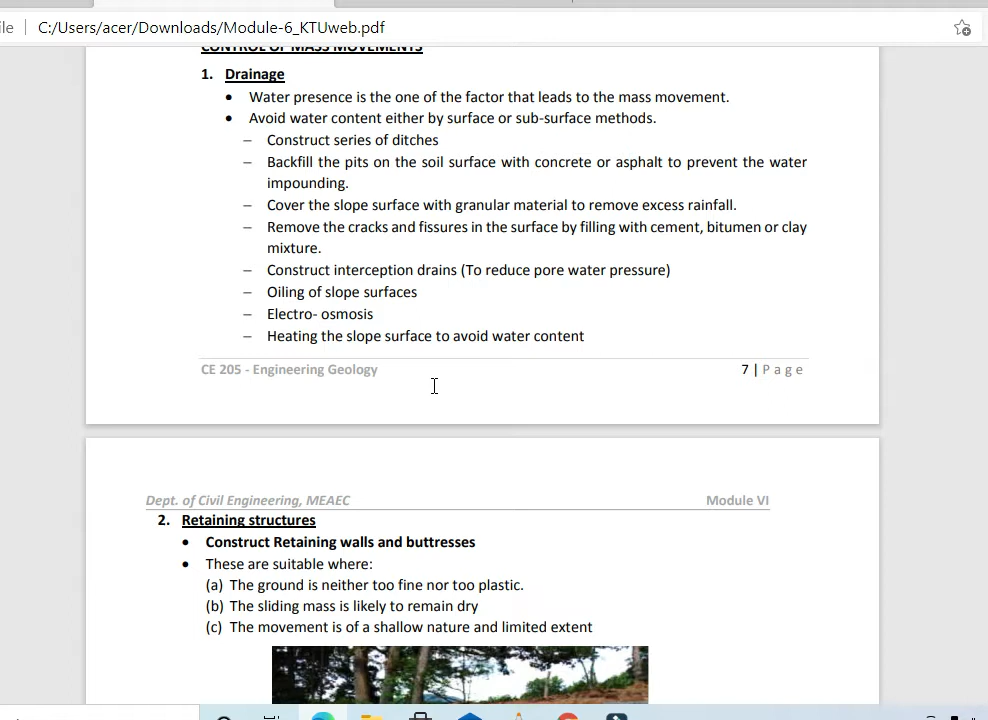 ile | C:/Users/acer/Downloads/Module-6_KTUweb.pdf
CONTROL OF MASS MOVEMENTS
1. Drainage
• Water presence is the one of the factor that leads to the mass movement.
• Avoid water content either by surface or sub-surface methods.
– Construct series of ditches
– Backfill the pits on the soil surface with concrete or asphalt to prevent the water
impounding.
– Cover the slope surface with granular material to remove excess rainfall.
– Remove the cracks and fissures in the surface by filling with cement, bitumen or clay
mixture.
– Construct interception drains (To reduce pore water pressure)
– Oiling of slope surfaces
– Electro- osmosis
– Heating the slope surface to avoid water content
CE 205 - Engineering Geology 7 | P a g e
Dept. of Civil Engineering, MEAEC Module VI
2. Retaining structures
• Construct Retaining walls and buttresses
• These are suitable where:
(a) The ground is neither too fine nor too plastic.
(b) The sliding mass is likely to remain dry
(c) The movement is of a shallow nature and limited extent